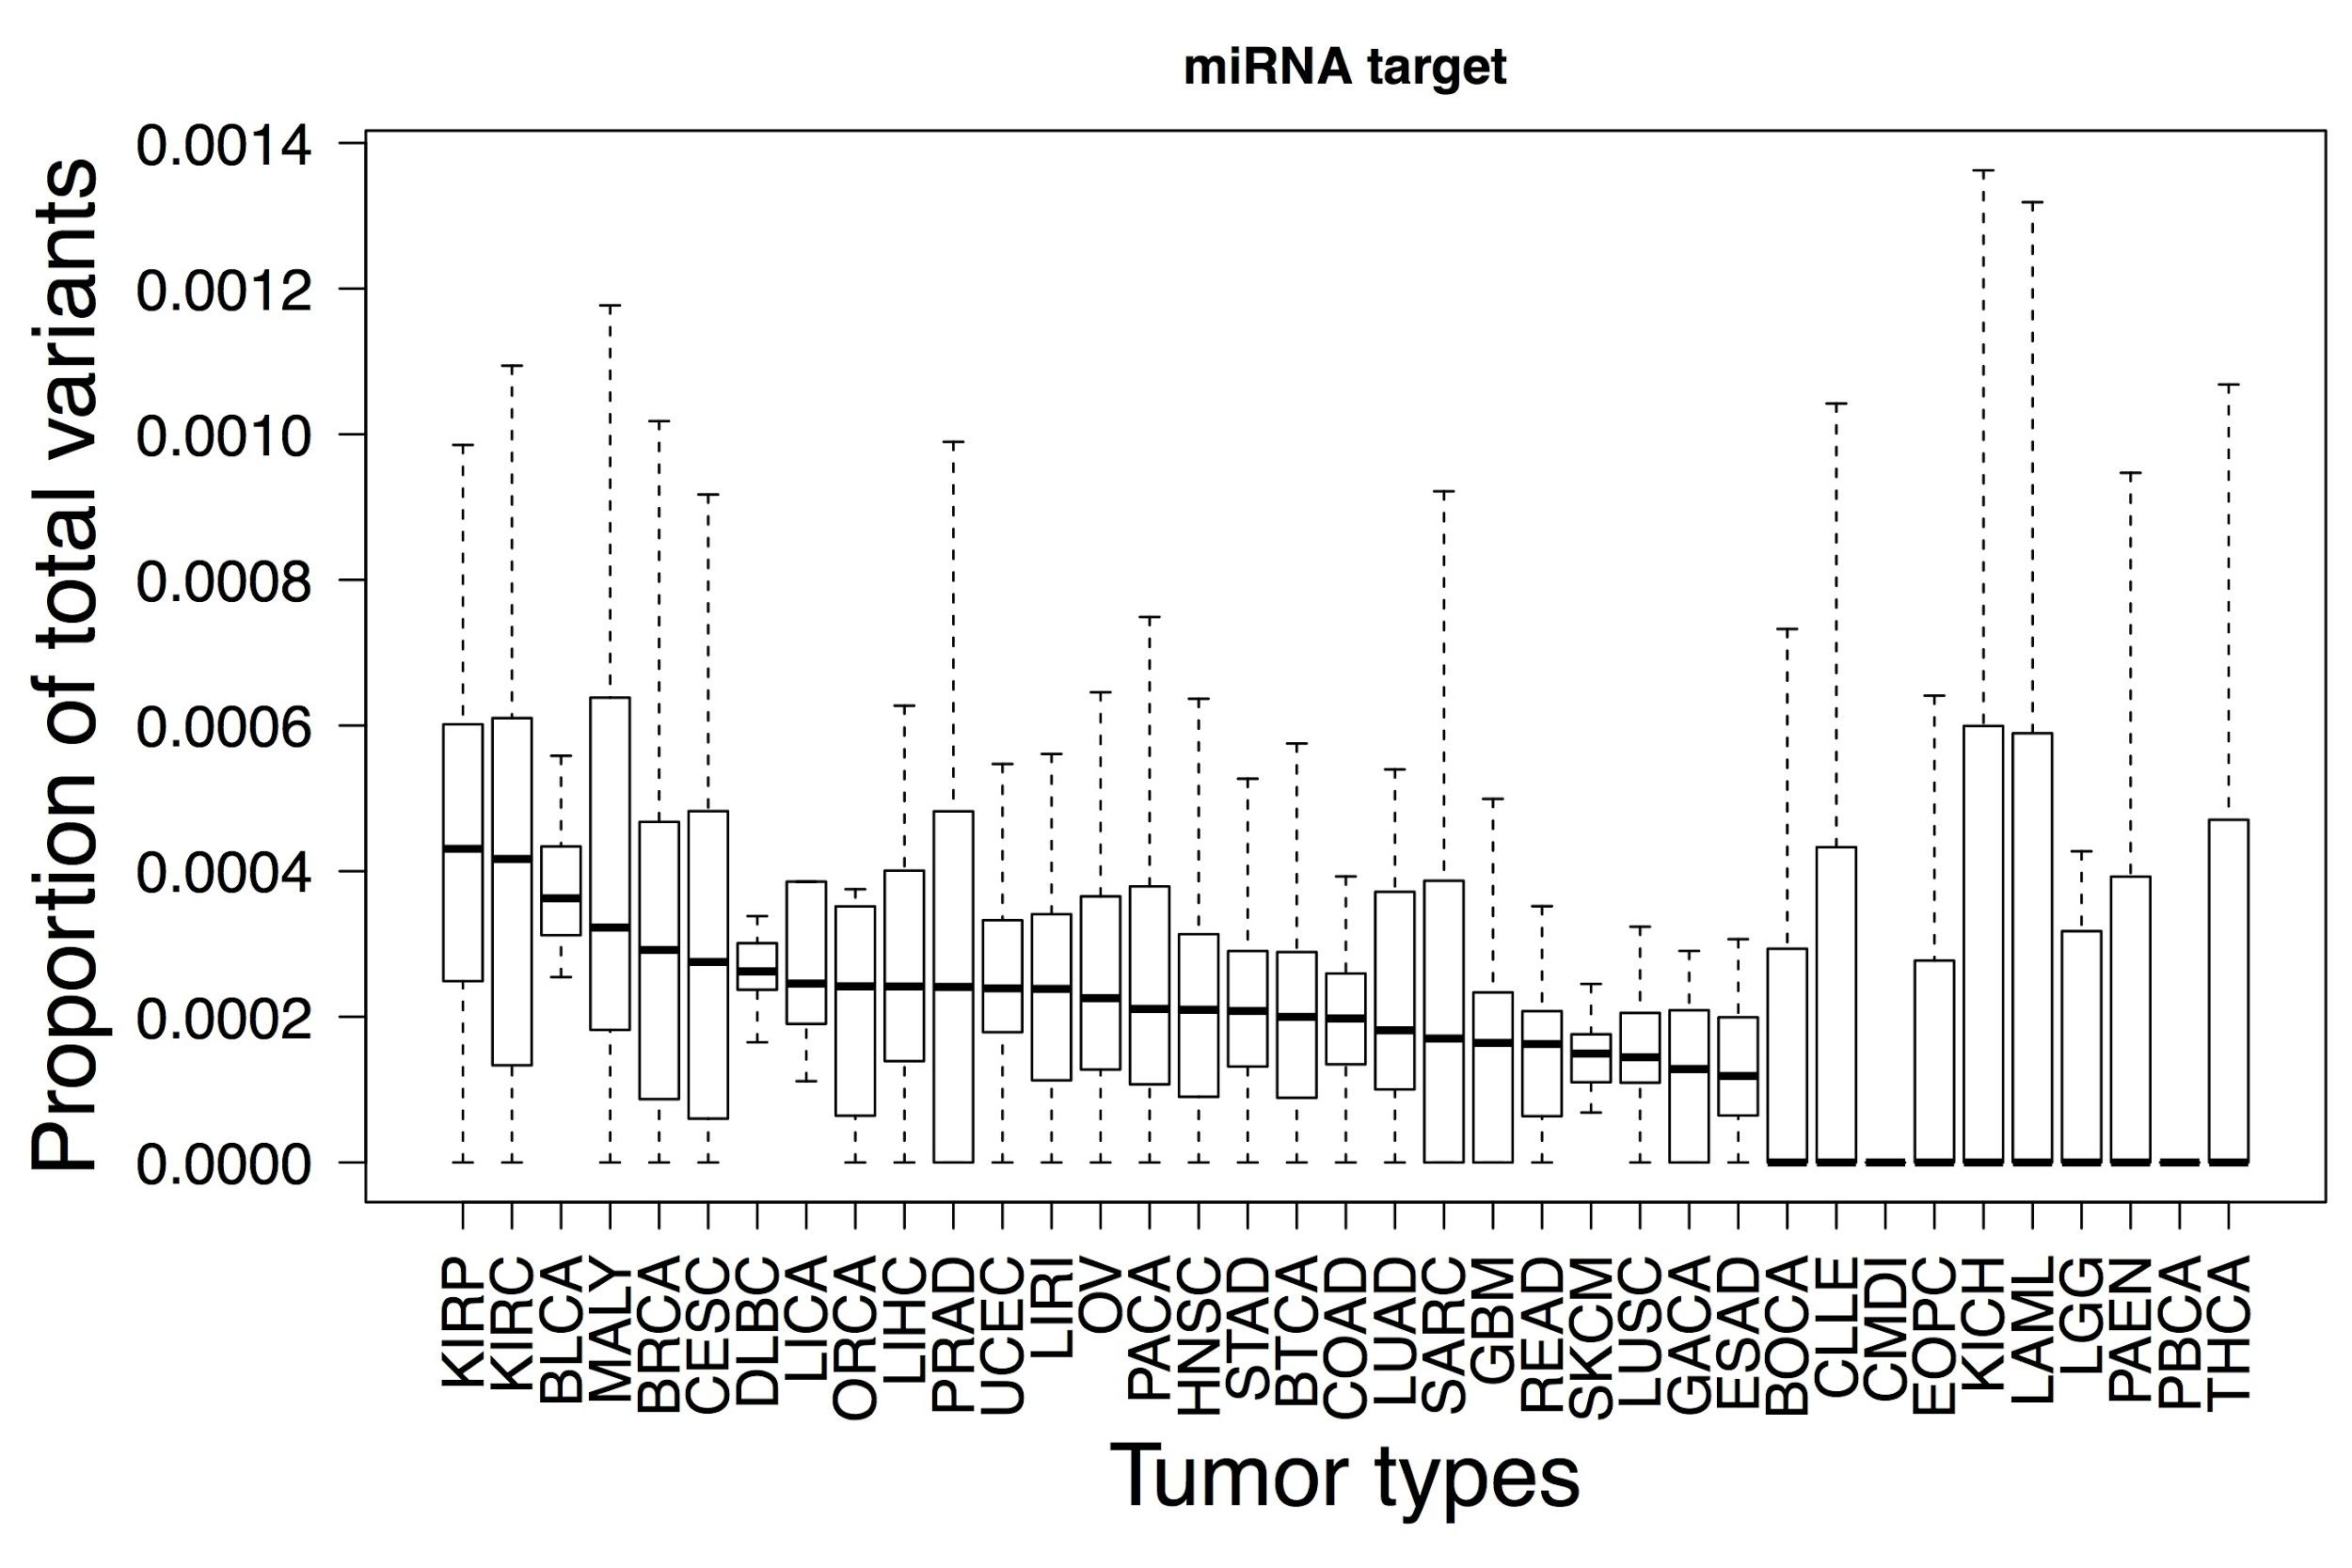 miRNA target
Proportion of total variants
0.0014
0.0012
0.0010
0.0008
0.0006
0.0004
0.0002
0.0000
KIRP
KIRC
BLCA
MALY
BRCA
CESC
DLBC
LICA
ORCA
LIHC
PRAD
UCEC
LIRI
OV
PACA
HNSC
STAD
BTCA
COAD
LUAD
SARC
GBM
READ
SKCM
LUSC
GACA
ESAD
BOCA
CLLE
CMDI
EOPC
KICH
LAML
LGG
PAEN
PBCA
THCA
Tumor types